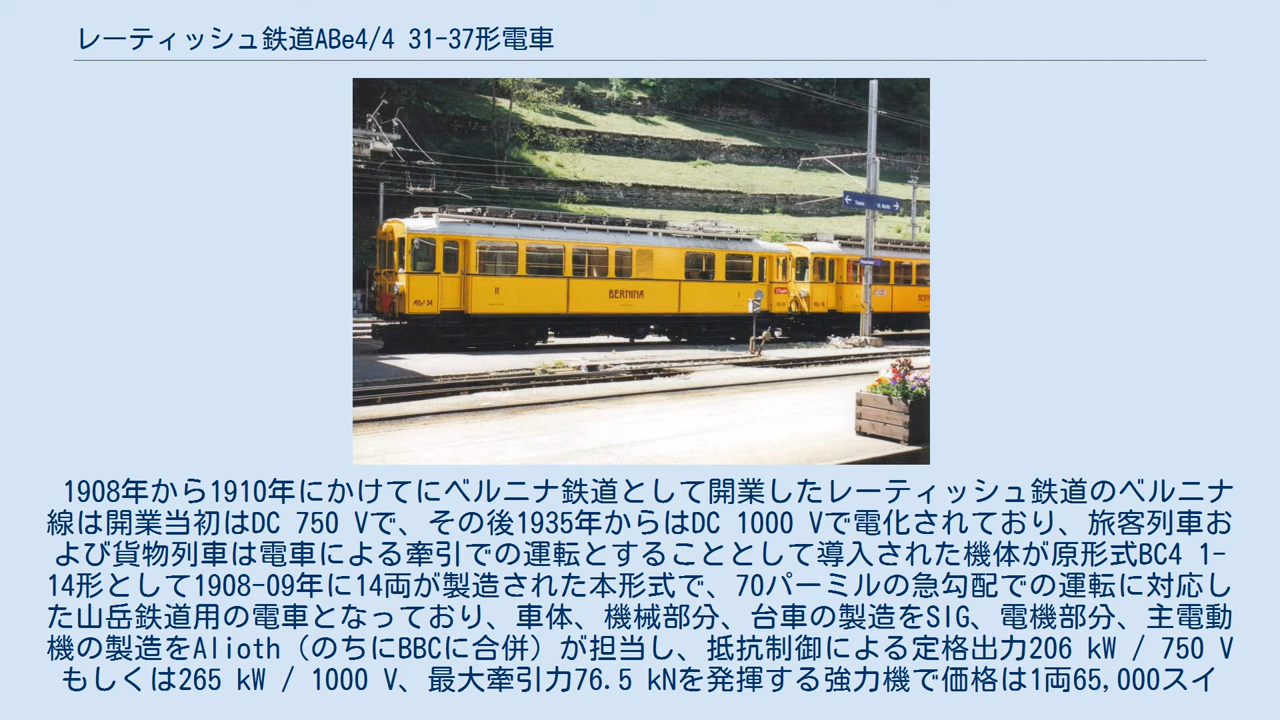 レーティッシュ鉄道ABe4/4 31-37形電車
II
BERNINA
I
ABe 34
1908年から1910年にかけてにベルニナ鉄道として開業したレーティッシュ鉄道のベルニナ
線は開業当初はDC 750 Vで、その後1935年からはDC 1000 Vで電化されており、旅客列車お
よび貨物列車は電車による牽引での運転とすることとして導入された機体が原形式BC4 1-
14形として1908-09年に14両が製造された本形式で、70パーミルの急勾配での運転に対応し
た山岳鉄道用の電車となっており、車体、機械部分、台車の製造をSIG、電機部分、主電動
機の製造をAlioth（のちにBBCに合併）が担当し、抵抗制御による定格出力206 kW / 750 V
もしくは265 kW / 1000 V、最大牽引力76.5 kNを発揮する強力機で価格は1両65,000スイ